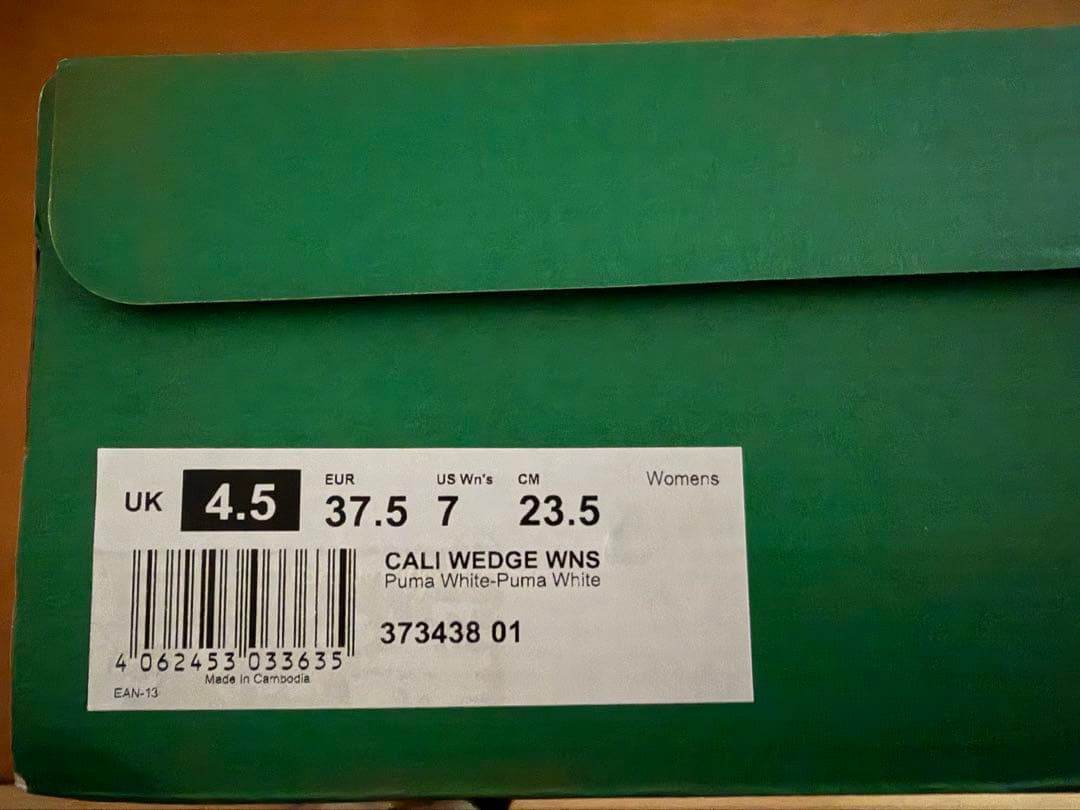 UK 4.5 EUR 37.5 US Wn's 7 CM 23.5 Womens
CALI WEDGE WNS
Puma White-Puma White
373438 01
4 062453 033635
Made in Cambodia
EAN-13